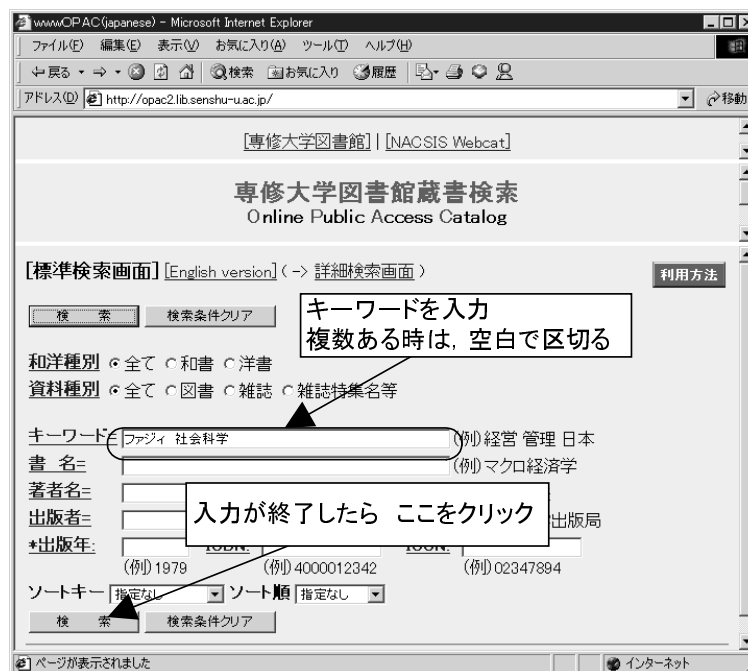 wwwOPAC(japanese) - Microsoft Internet Explorer
ファイル(F) 編集(E) 表示(V) お気に入り(A) ツール(T) ヘルプ(H)
戻る 検索 お気に入り 履歴
アドレス(D) http://opac2.lib.senshu-u.ac.jp/ 移動
[専修大学図書館] | [NACSIS Webcat]
専修大学図書館蔵書検索
Online Public Access Catalog
[標準検索画面] [English version] ( -> 詳細検索画面 ) 利用方法
検 索 検索条件クリア
キーワードを入力
複数ある時は, 空白で区切る
和洋種別 全て 和書 洋書
資料種別 全て 図書 雑誌 雑誌特集名等
キーワード= ファジィ 社会科学 (例) 経営 管理 日本
書 名= (例) マクロ経済学
著者名=
入力が終了したら ここをクリック
出版者= 出版局
*出版年:
(例) 1979 (例) 4000012342 (例) 02347894
ソートキー 指定なし ソート順 指定なし
検 索 検索条件クリア
ページが表示されました インターネット